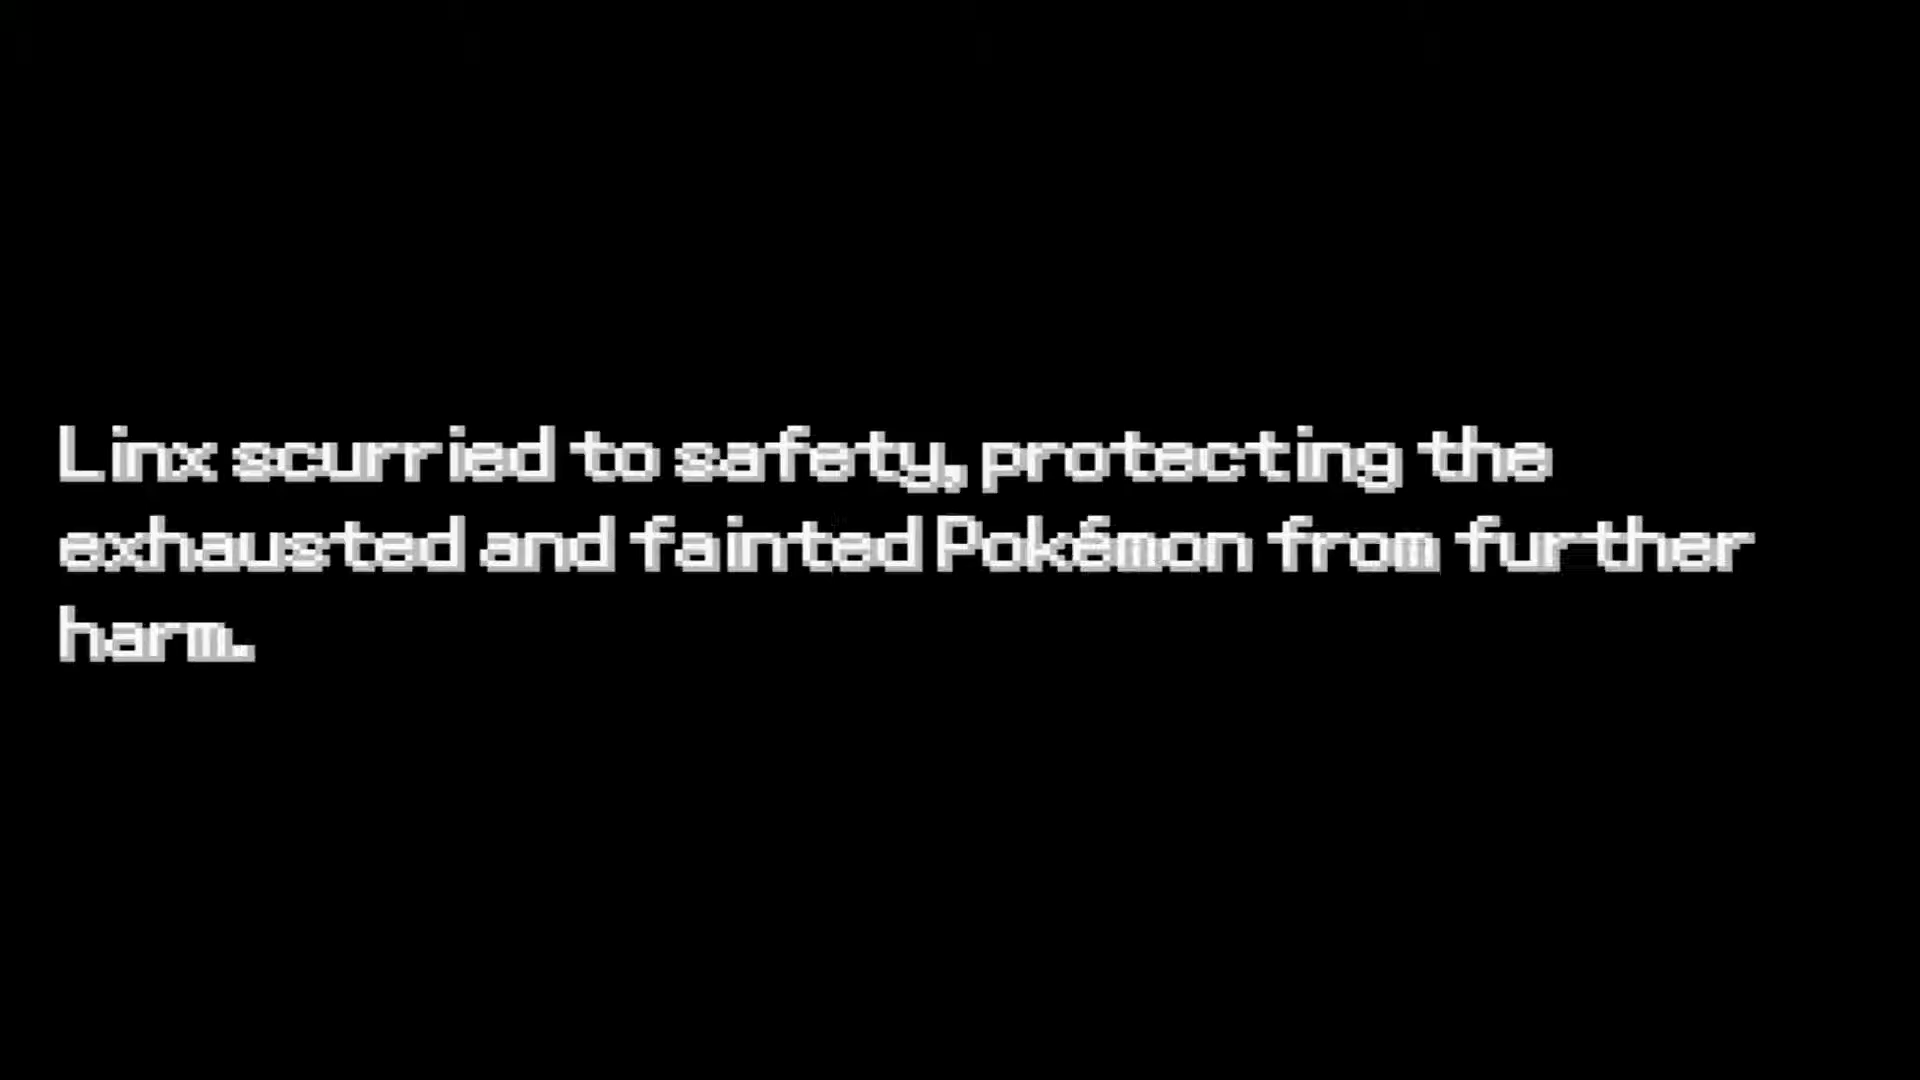 Linx scurried to safety, protecting the
exhausted and fainted Pokémon from further
harm.